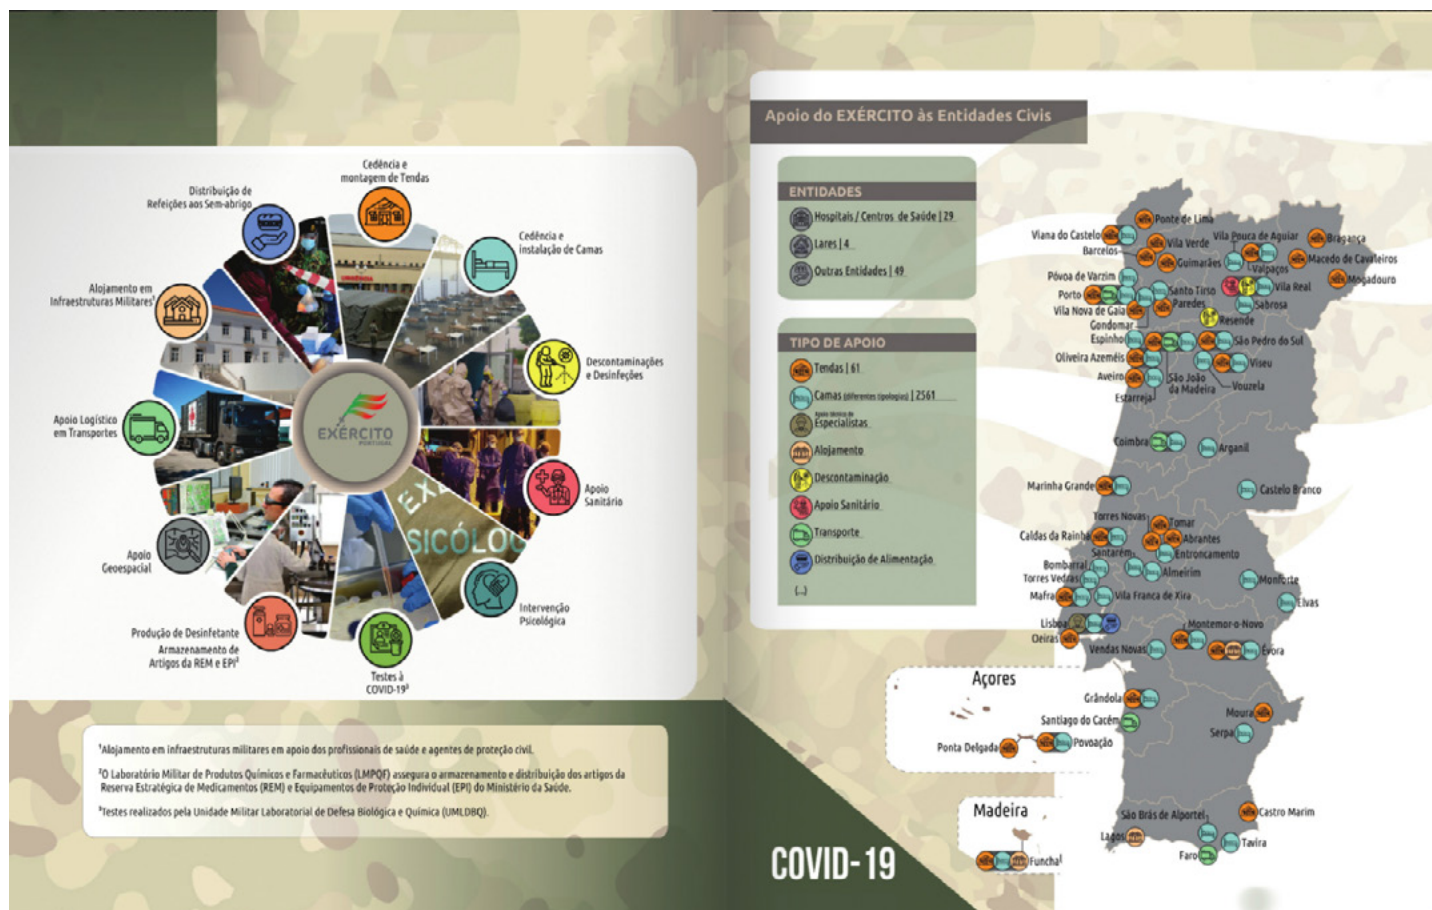 Cedência e
montagem de Tendas
Distribuição de
Refeições aos Sem-abrigo
Cedência e
instalação de Camas
Alojamento em
Infraestruturas Militares¹
Descontaminações
e Desinfeções
Apoio Logístico
em Transportes
Apoio
Sanitário
Apoio
Geoespacial
Intervenção
Psicológica
Produção de Desinfetante
Armazenamento de
Artigos da REM e EPI²
Testes à
COVID-19³
EXÉRCITO
PORTUGAL
URGÊNCIA
EXÉ
SICÓLOG
¹Alojamento em infraestruturas militares em apoio dos profissionais de saúde e agentes de proteção civil.
²O Laboratório Militar de Produtos Químicos e Farmacêuticos (LMPQF) assegura o armazenamento e distribuição dos artigos da
Reserva Estratégica de Medicamentos (REM) e Equipamentos de Proteção Individual (EPI) do Ministério da Saúde.
³Testes realizados pela Unidade Militar Laboratorial de Defesa Biológica e Química (UMLDBQ).
Apoio do EXÉRCITO às Entidades Civis
ENTIDADES
Hospitais / Centros de Saúde | 29
Lares | 4
Outras Entidades | 49
TIPO DE APOIO
Tendas | 61
Camas (diferentes tipologias) | 2561
Apoio técnico de
Especialistas
Alojamento
Descontaminação
Apoio Sanitário
Transporte
Distribuição de Alimentação
(...)
Ponte de Lima
Viana do Castelo
Vila Verde
Vila Pouca de Aguiar
Bragança
Barcelos
Guimarães
Valpaços
Macedo de Cavaleiros
Póvoa de Varzim
Mogadouro
Porto
Santo Tirso
Vila Real
Paredes
Sabrosa
Vila Nova de Gaia
Gondomar
Resende
Espinho
São Pedro do Sul
Oliveira Azeméis
Viseu
Aveiro
São João
da Madeira
Vouzela
Estarreja
Coimbra
Arganil
Marinha Grande
Castelo Branco
Torres Novas
Tomar
Caldas da Rainha
Abrantes
Santarém
Entroncamento
Bombarral
Almeirim
Torres Vedras
Monforte
Mafra
Vila Franca de Xira
Elvas
Lisboa
Montemor-o-Novo
Oeiras
Vendas Novas
Évora
Açores
Grândola
Santiago do Cacém
Moura
Serpa
Ponta Delgada
Povoação
Madeira
São Brás de Alportel
Castro Marim
Lagos
Tavira
Faro
Funchal
COVID-19